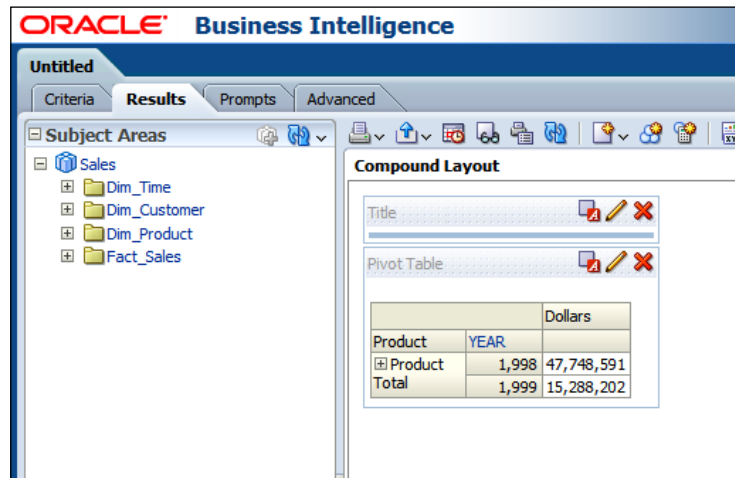 ORACLE Business Intelligence
Untitled
Criteria Results Prompts Advanced
Subject Areas
Sales
Dim_Time
Dim_Customer
Dim_Product
Fact_Sales
Compound Layout
Title
Pivot Table
Dollars
Product YEAR
Product Total 1,998 47,748,591
1,999 15,288,202